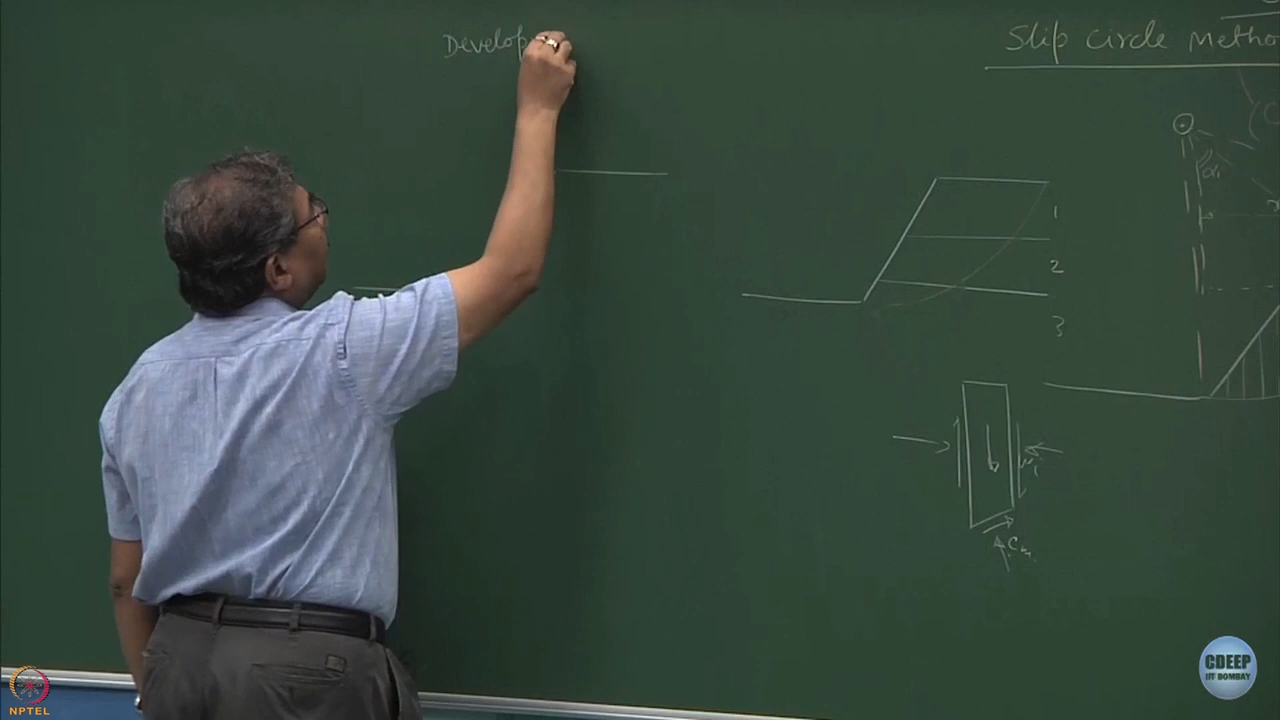 Develop
Slip circle Metho
1
2
3
CDEEP
IIT BOMBAY
NPTEL